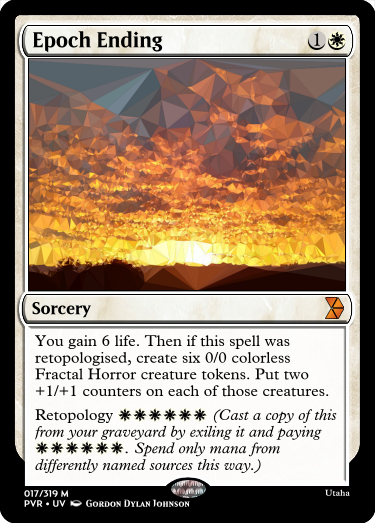 Epoch Ending
1
Sorcery
You gain 6 life. Then if this spell was
retopologised, create six 0/0 colorless
Fractal Horror creature tokens. Put two
+1/+1 counters on each of those creatures.
Retopology (Cast a copy of this
from your graveyard by exiling it and paying
. Spend only mana from
differently named sources this way.)
017/319 M
Utaha
PVR • UV GORDON DYLAN JOHNSON